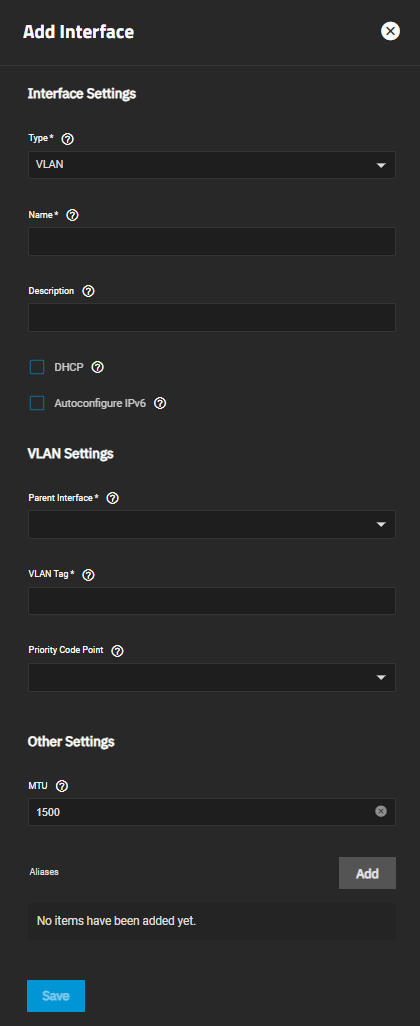 Add Interface
Interface Settings
Type *
VLAN
Name *
Description
DHCP
Autoconfigure IPv6
VLAN Settings
Parent Interface *
VLAN Tag *
Priority Code Point
Other Settings
MTU
1500
Aliases
Add
No items have been added yet.
Save